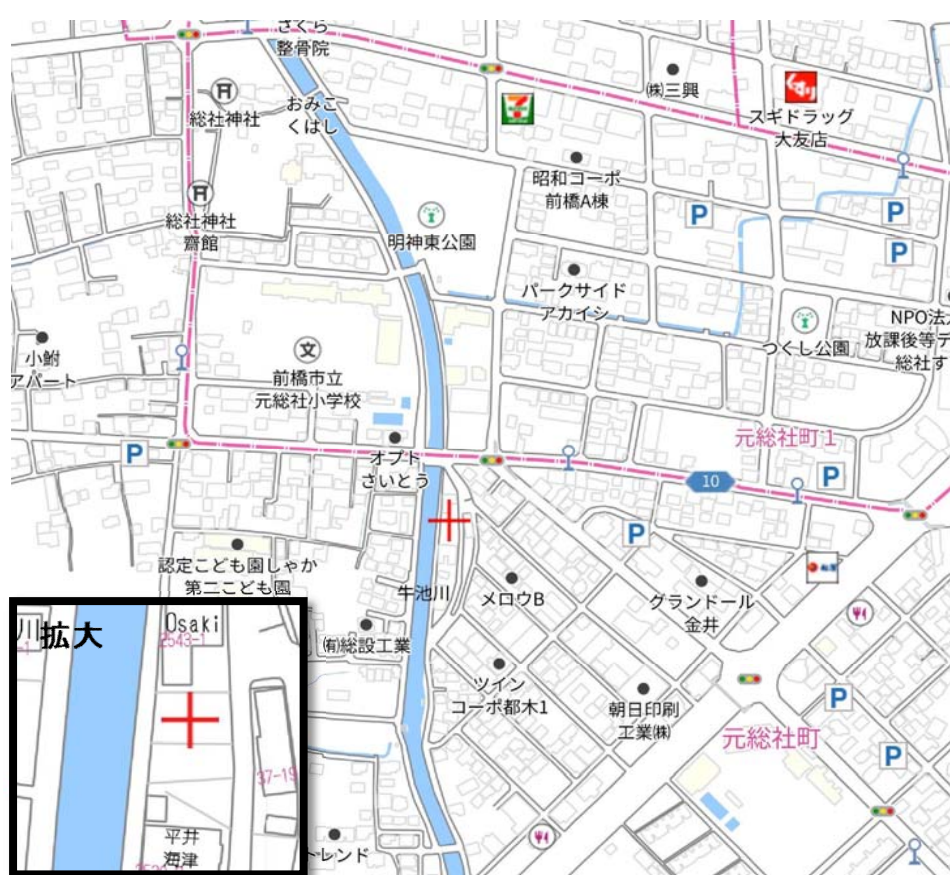 さくら
整骨院
総社神社
おみこ
くはし
㈱三興
くすり
スギドラッグ
大友店
7
昭和コーポ
前橋A棟
P
P
P
総社神社
齋館
明神東公園
パークサイド
アカイシ
つくし公園
NPO法
放課後等デ
総社す
小鮒
アパート
文
前橋市立
元総社小学校
元総社町1
P
オプト
さいとう
10
P
P
認定こども園しゃか
第二こども園
牛池川
メロウB
グランドール
金井
㈲総設工業
ツイン
コーポ都木1
朝日印刷
工業㈱
元総社町
P
P
トレンド
川
拡大
Osaki
2543-1
37-19
平井
海津